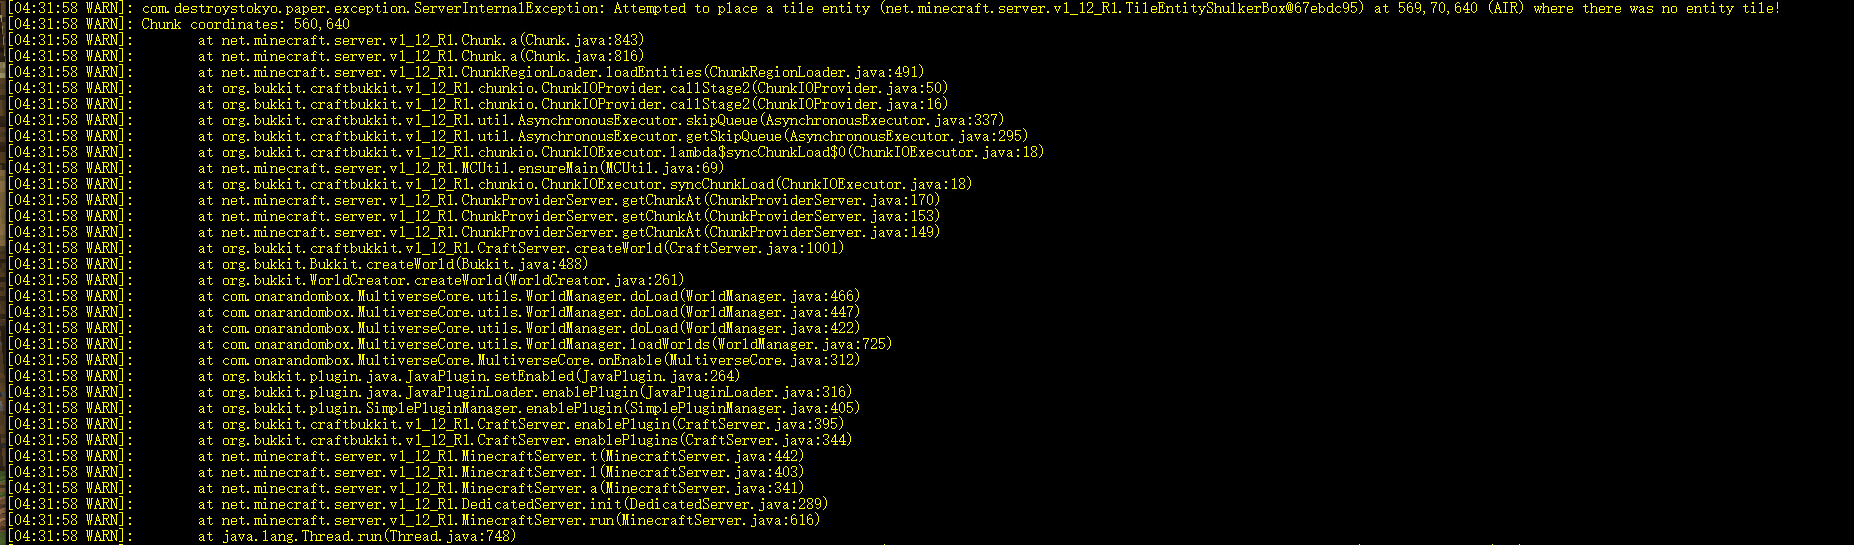 [04:31:58 WARN]: com.destroystokyo.paper.exception.ServerInternalException: Attempted to place a tile entity (net.minecraft.server.v1_12_R1.TileEntityShulkerBox@67ebdc95) at 569,70,640 (AIR) where there was no entity tile!
[04:31:58 WARN]: Chunk coordinates: 560,640
[04:31:58 WARN]:         at net.minecraft.server.v1_12_R1.Chunk.a(Chunk.java:843)
[04:31:58 WARN]:         at net.minecraft.server.v1_12_R1.Chunk.a(Chunk.java:816)
[04:31:58 WARN]:         at net.minecraft.server.v1_12_R1.ChunkRegionLoader.loadEntities(ChunkRegionLoader.java:491)
[04:31:58 WARN]:         at org.bukkit.craftbukkit.v1_12_R1.chunkio.ChunkIOProvider.callStage2(ChunkIOProvider.java:50)
[04:31:58 WARN]:         at org.bukkit.craftbukkit.v1_12_R1.chunkio.ChunkIOProvider.callStage2(ChunkIOProvider.java:16)
[04:31:58 WARN]:         at org.bukkit.craftbukkit.v1_12_R1.util.AsynchronousExecutor.skipQueue(AsynchronousExecutor.java:337)
[04:31:58 WARN]:         at org.bukkit.craftbukkit.v1_12_R1.util.AsynchronousExecutor.getSkipQueue(AsynchronousExecutor.java:295)
[04:31:58 WARN]:         at org.bukkit.craftbukkit.v1_12_R1.chunkio.ChunkIOExecutor.lambda$syncChunkLoad$0(ChunkIOExecutor.java:18)
[04:31:58 WARN]:         at net.minecraft.server.v1_12_R1.MCUtil.ensureMain(MCUtil.java:69)
[04:31:58 WARN]:         at org.bukkit.craftbukkit.v1_12_R1.chunkio.ChunkIOExecutor.syncChunkLoad(ChunkIOExecutor.java:18)
[04:31:58 WARN]:         at net.minecraft.server.v1_12_R1.ChunkProviderServer.getChunkAt(ChunkProviderServer.java:170)
[04:31:58 WARN]:         at net.minecraft.server.v1_12_R1.ChunkProviderServer.getChunkAt(ChunkProviderServer.java:153)
[04:31:58 WARN]:         at net.minecraft.server.v1_12_R1.ChunkProviderServer.getChunkAt(ChunkProviderServer.java:149)
[04:31:58 WARN]:         at org.bukkit.craftbukkit.v1_12_R1.CraftServer.createWorld(CraftServer.java:1001)
[04:31:58 WARN]:         at org.bukkit.Bukkit.createWorld(Bukkit.java:488)
[04:31:58 WARN]:         at org.bukkit.WorldCreator.createWorld(WorldCreator.java:261)
[04:31:58 WARN]:         at com.onarandombox.MultiverseCore.utils.WorldManager.doLoad(WorldManager.java:466)
[04:31:58 WARN]:         at com.onarandombox.MultiverseCore.utils.WorldManager.doLoad(WorldManager.java:447)
[04:31:58 WARN]:         at com.onarandombox.MultiverseCore.utils.WorldManager.doLoad(WorldManager.java:422)
[04:31:58 WARN]:         at com.onarandombox.MultiverseCore.utils.WorldManager.loadWorlds(WorldManager.java:725)
[04:31:58 WARN]:         at com.onarandombox.MultiverseCore.MultiverseCore.onEnable(MultiverseCore.java:312)
[04:31:58 WARN]:         at org.bukkit.plugin.java.JavaPlugin.setEnabled(JavaPlugin.java:264)
[04:31:58 WARN]:         at org.bukkit.plugin.java.JavaPluginLoader.enablePlugin(JavaPluginLoader.java:316)
[04:31:58 WARN]:         at org.bukkit.plugin.SimplePluginManager.enablePlugin(SimplePluginManager.java:405)
[04:31:58 WARN]:         at org.bukkit.craftbukkit.v1_12_R1.CraftServer.enablePlugin(CraftServer.java:395)
[04:31:58 WARN]:         at org.bukkit.craftbukkit.v1_12_R1.CraftServer.enablePlugins(CraftServer.java:344)
[04:31:58 WARN]:         at net.minecraft.server.v1_12_R1.MinecraftServer.t(MinecraftServer.java:442)
[04:31:58 WARN]:         at net.minecraft.server.v1_12_R1.MinecraftServer.l(MinecraftServer.java:403)
[04:31:58 WARN]:         at net.minecraft.server.v1_12_R1.MinecraftServer.a(MinecraftServer.java:341)
[04:31:58 WARN]:         at net.minecraft.server.v1_12_R1.DedicatedServer.init(DedicatedServer.java:289)
[04:31:58 WARN]:         at net.minecraft.server.v1_12_R1.MinecraftServer.run(MinecraftServer.java:616)
[04:31:58 WARN]:         at java.lang.Thread.run(Thread.java:748)